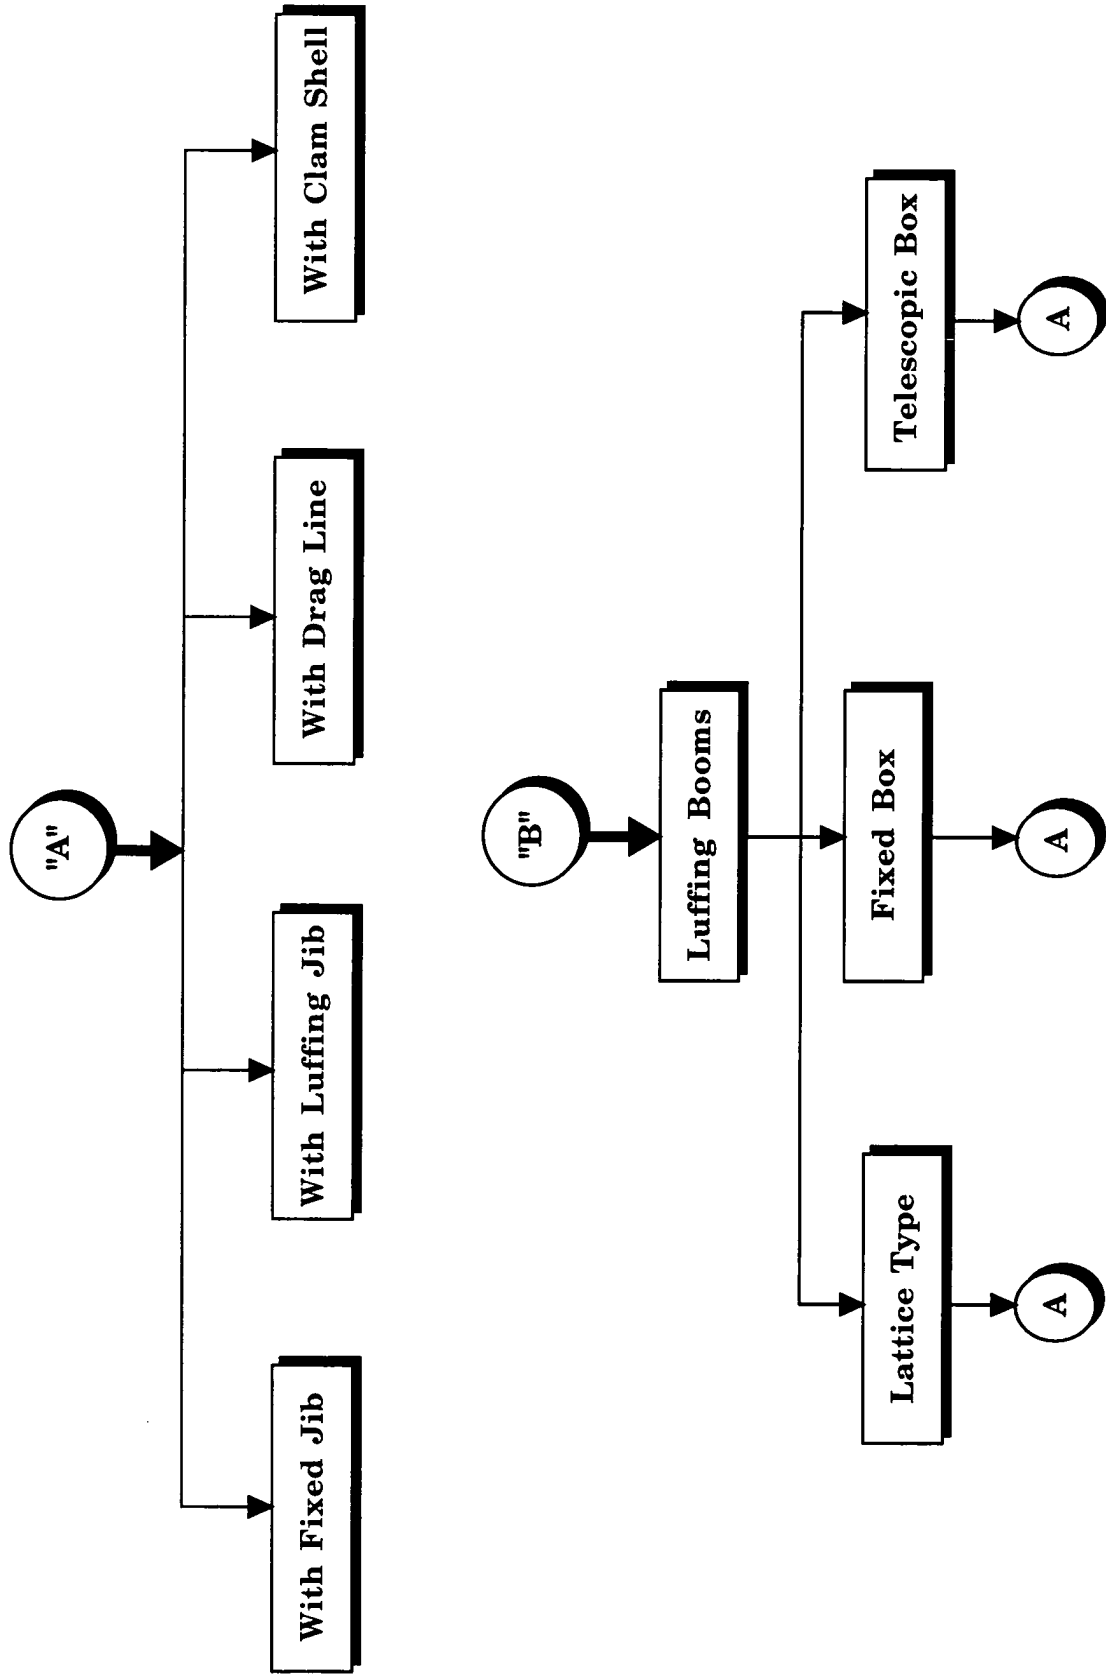 "A"
With Fixed Jib
With Luffing Jib
With Drag Line
With Clam Shell
"B"
Luffing Booms
Lattice Type
Fixed Box
Telescopic Box
A
A
A